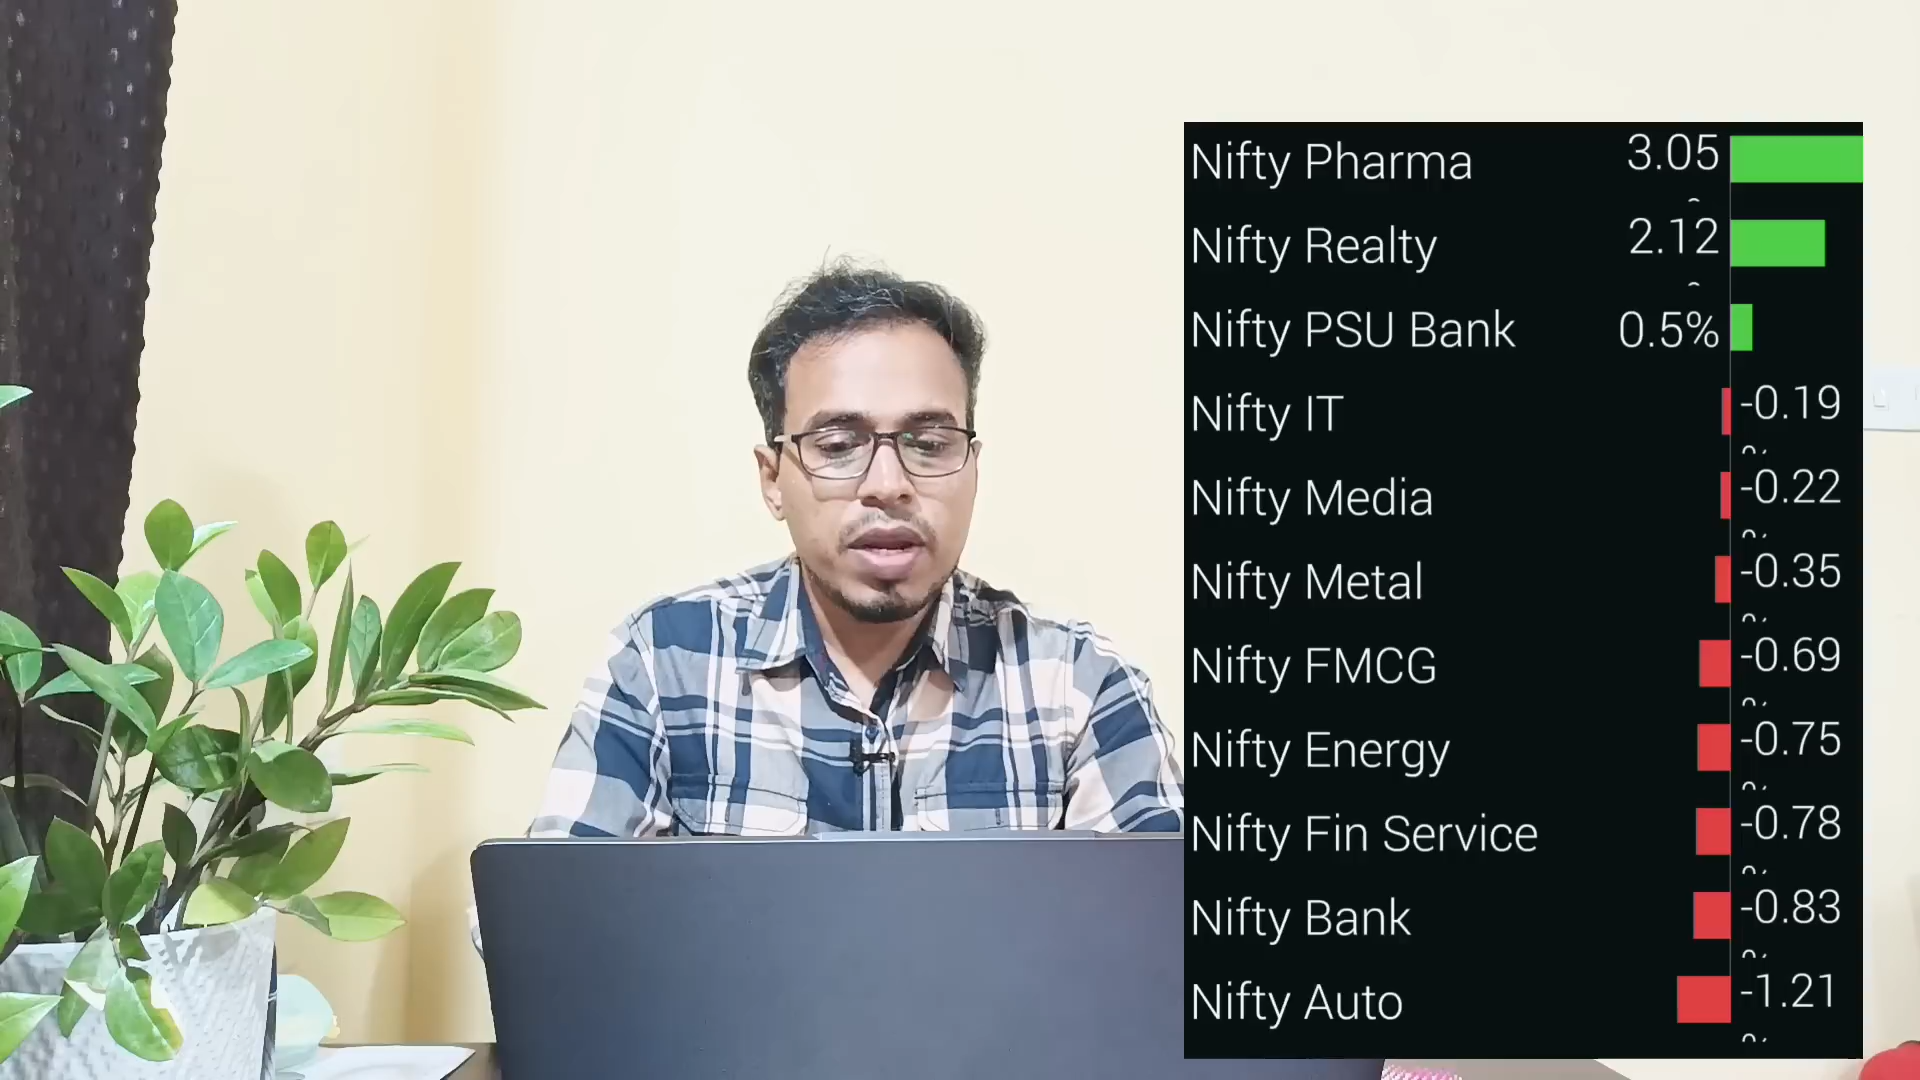 Nifty Pharma 3.05
Nifty Realty 2.12
Nifty PSU Bank 0.5%
Nifty IT -0.19
Nifty Media -0.22
Nifty Metal -0.35
Nifty FMCG -0.69
Nifty Energy -0.75
Nifty Fin Service -0.78
Nifty Bank -0.83
Nifty Auto -1.21